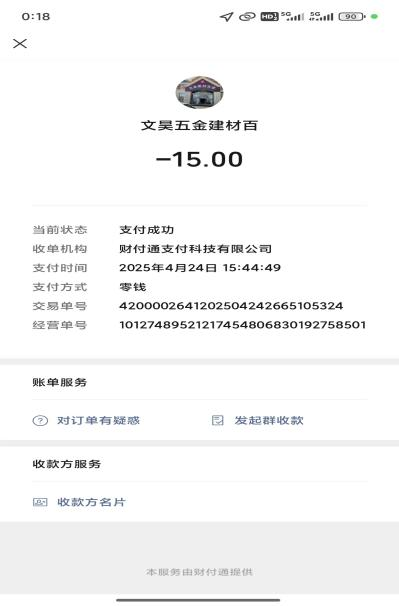 0:18
HD 5G 5G 90
文昊五金建材百
-15.00
当前状态 支付成功
收单机构 财付通支付科技有限公司
支付时间 2025年4月24日 15:44:49
支付方式 零钱
交易单号 4200002641202504242665105324
经营单号 10127489521217454806830192758501
账单服务
对订单有疑惑 发起群收款
收款方服务
收款方名片
本服务由财付通提供